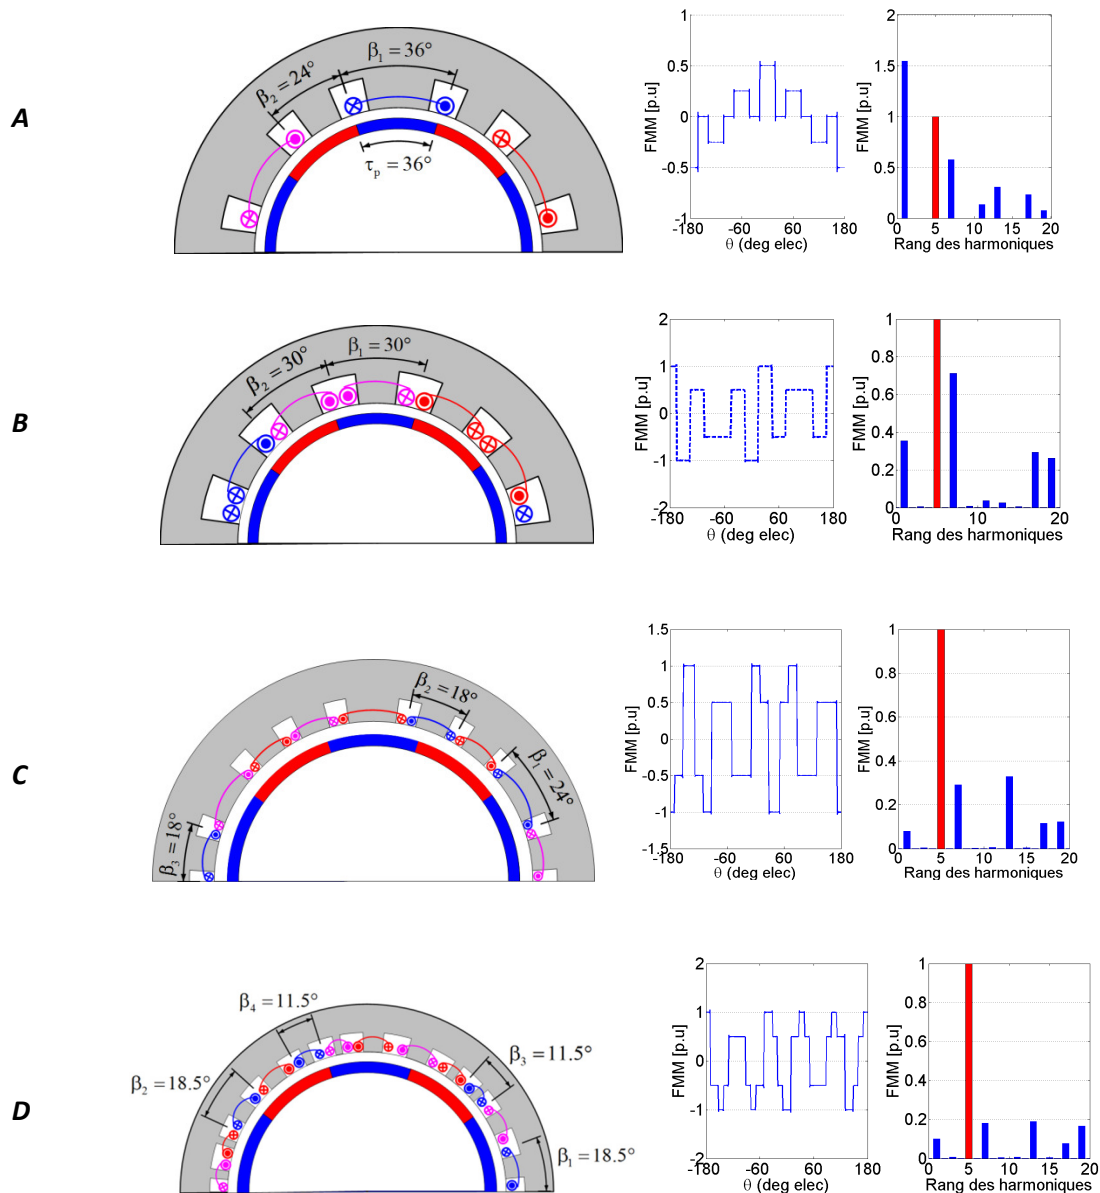 A
β₂ = 24°
β₁ = 36°
τp = 36°
FMM [p.u]
1
0.5
0
-0.5
-1
-180 -60 60 180
θ (deg elec)
FMM [p.u]
2
1.5
1
0.5
0
0 5 10 15 20
Rang des harmoniques
B
β₂ = 30°
β₁ = 30°
FMM [p.u]
2
1
0
-1
-2
-180 -60 60 180
θ (deg elec)
FMM [p.u]
1
0.8
0.6
0.4
0.2
0
0 5 10 15 20
Rang des harmoniques
C
β₂ = 18°
β₁ = 24°
β₃ = 18°
FMM [p.u]
1.5
1
0.5
0
-0.5
-1
-1.5
-180 -60 60 180
θ (deg elec)
FMM [p.u]
1
0.8
0.6
0.4
0.2
0
0 5 10 15 20
Rang des harmoniques
D
β₄ = 11.5°
β₃ = 11.5°
β₂ = 18.5°
β₁ = 18.5°
FMM [p.u]
2
1
0
-1
-2
-180 -60 60 180
θ (deg elec)
FMM [p.u]
1
0.8
0.6
0.4
0.2
0
0 5 10 15 20
Rang des harmoniques